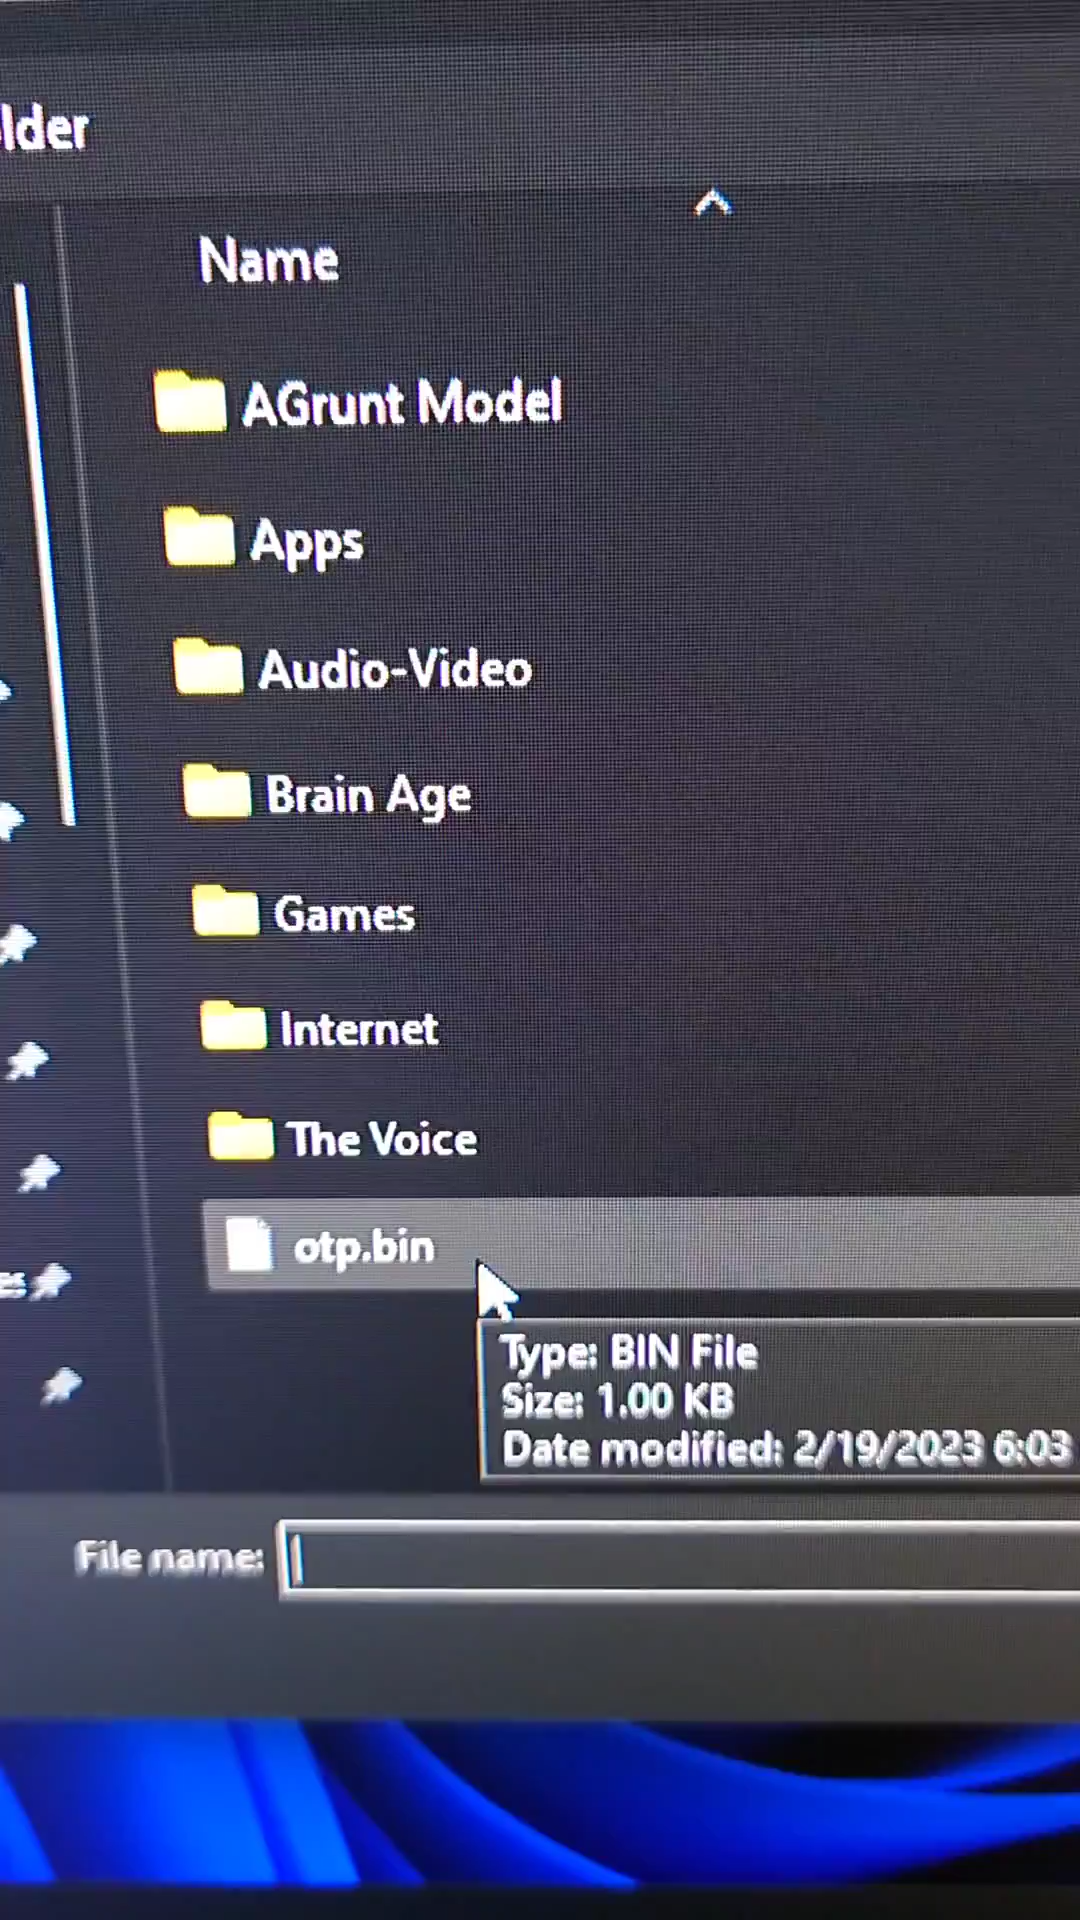 older
Name
AGrunt Model
Apps
Audio-Video
Brain Age
Games
Internet
The Voice
otp.bin
Type: BIN File
Size: 1.00 KB
Date modified: 2/19/2023 6:03
File name: